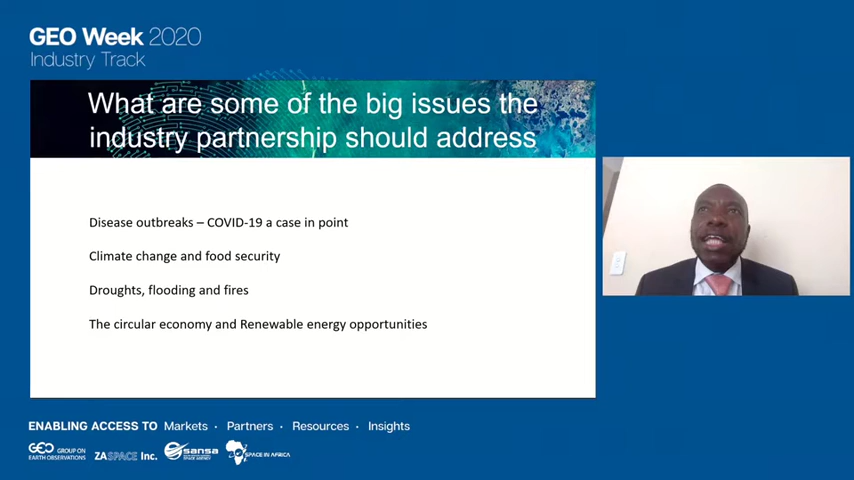 GEO Week 2020
Industry Track
What are some of the big issues the
industry partnership should address
Disease outbreaks – COVID-19 a case in point
Climate change and food security
Droughts, flooding and fires
The circular economy and Renewable energy opportunities
ENABLING ACCESS TO Markets · Partners · Resources · Insights
GEO GROUP ON
EARTH OBSERVATIONS
ZASPACE Inc.
sansa
SPACE IN AFRICA